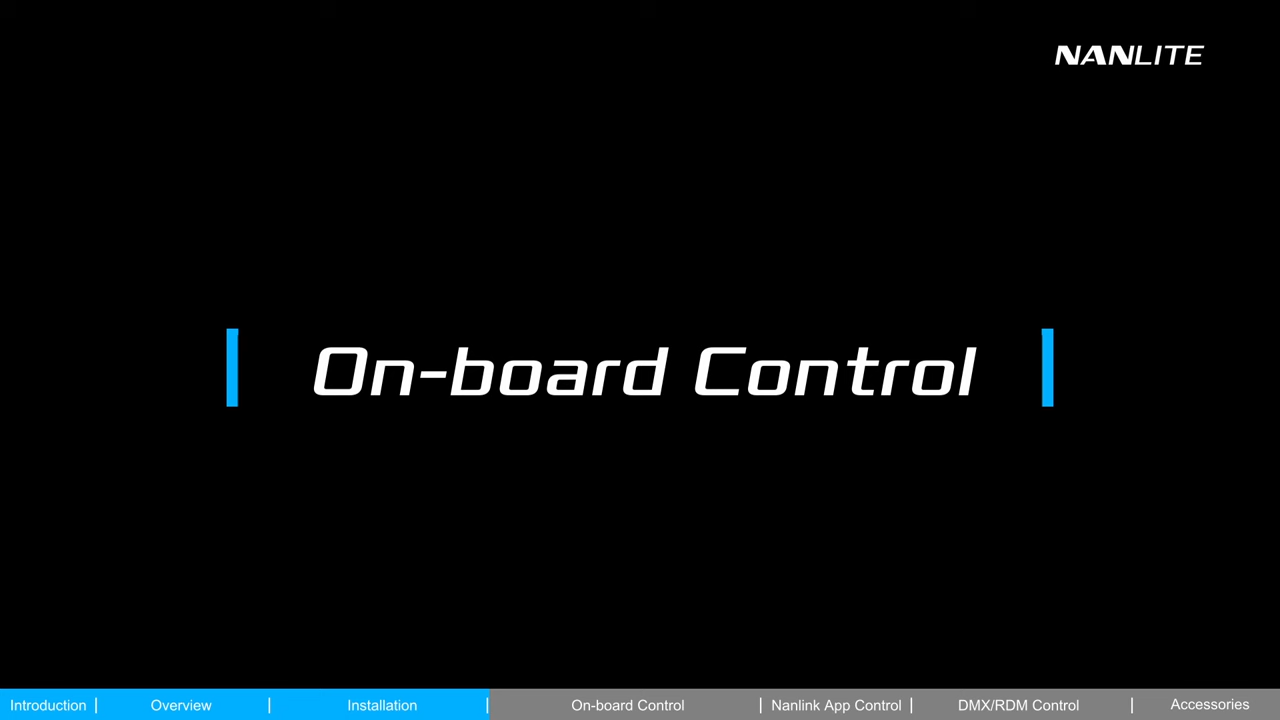 NANLITE
On-board Control
Introduction | Overview | Installation | On-board Control | Nanlink App Control | DMX/RDM Control | Accessories